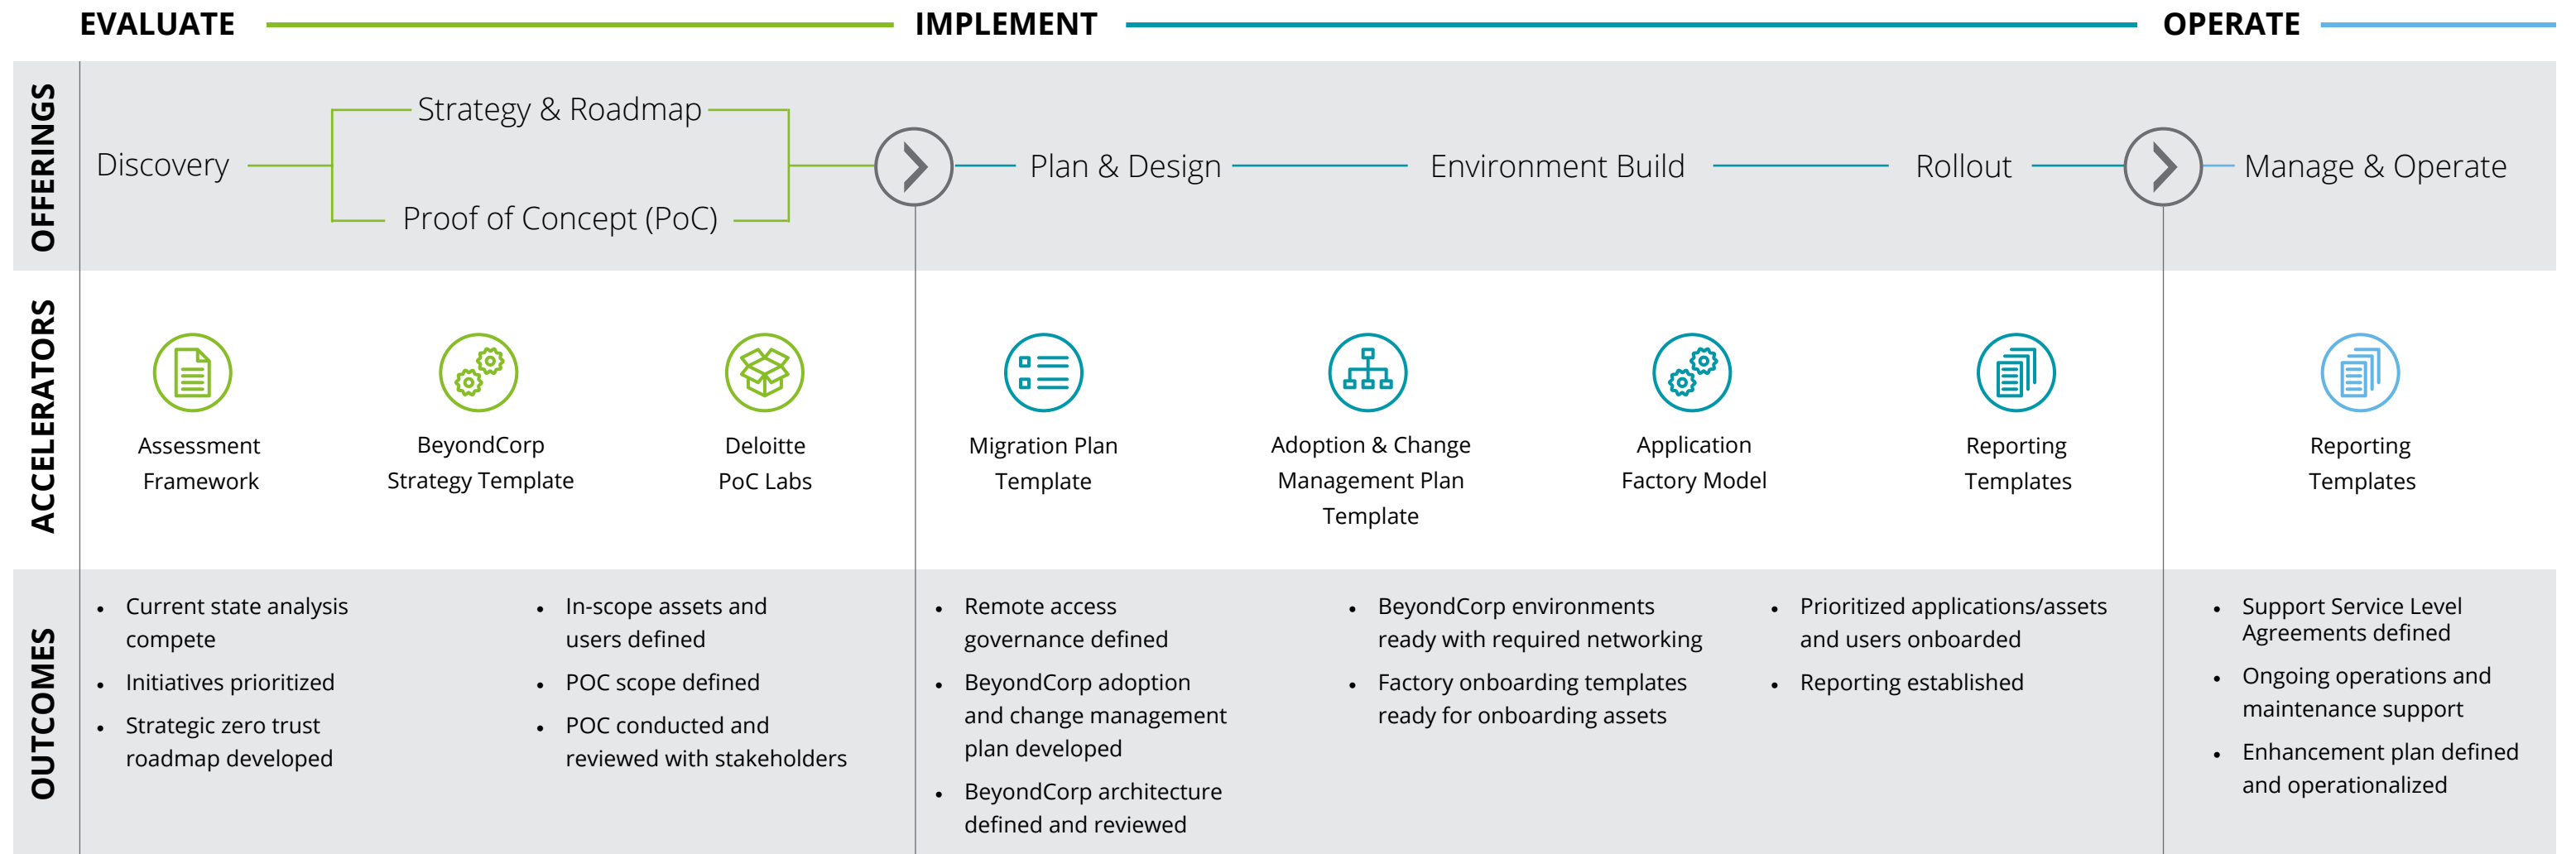 EVALUATE
IMPLEMENT
OPERATE
OFFERINGS
Discovery
Strategy & Roadmap
Proof of Concept (PoC)
Plan & Design
Environment Build
Rollout
Manage & Operate
ACCELERATORS
Assessment
Framework
BeyondCorp
Strategy Template
Deloitte
PoC Labs
Migration Plan
Template
Adoption & Change
Management Plan
Template
Application
Factory Model
Reporting
Templates
Reporting
Templates
OUTCOMES
• Current state analysis
compete
• Initiatives prioritized
• Strategic zero trust
roadmap developed
• In-scope assets and
users defined
• POC scope defined
• POC conducted and
reviewed with stakeholders
• Remote access
governance defined
• BeyondCorp adoption
and change management
plan developed
• BeyondCorp architecture
defined and reviewed
• BeyondCorp environments
ready with required networking
• Factory onboarding templates
ready for onboarding assets
• Prioritized applications/assets
and users onboarded
• Reporting established
• Support Service Level
Agreements defined
• Ongoing operations and
maintenance support
• Enhancement plan defined
and operationalized